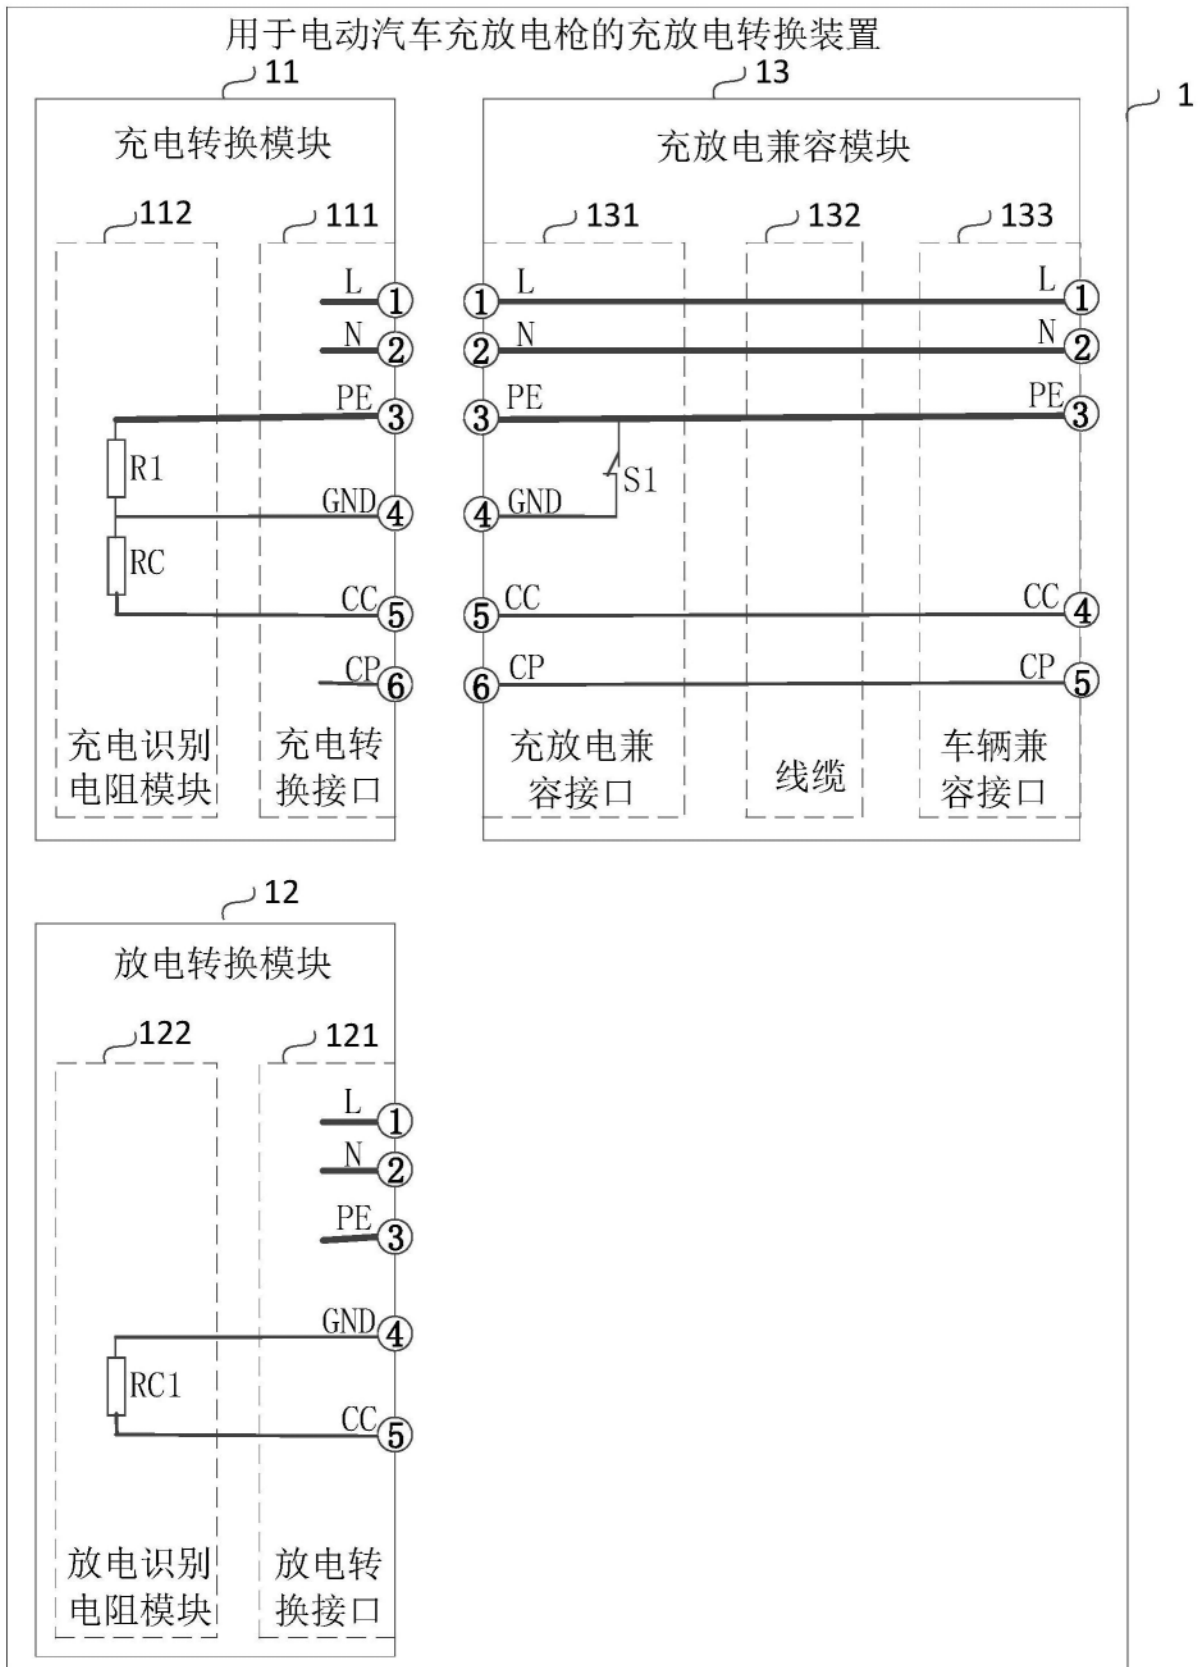 用于电动汽车充放电枪的充放电转换装置
11
13
1
充电转换模块
充放电兼容模块
112
111
131
132
133
L ①
N ②
PE ③
R1
GND ④
RC
CC ⑤
CP ⑥
充电识别
电阻模块
充电转
换接口
① L
② N
③ PE
S1
④ GND
⑤ CC
⑥ CP
充放电兼
容接口
线缆
L ①
N ②
PE ③
CC ④
CP ⑤
车辆兼
容接口
12
放电转换模块
122
121
L ①
N ②
PE ③
GND ④
RC1
CC ⑤
放电识别
电阻模块
放电转
换接口